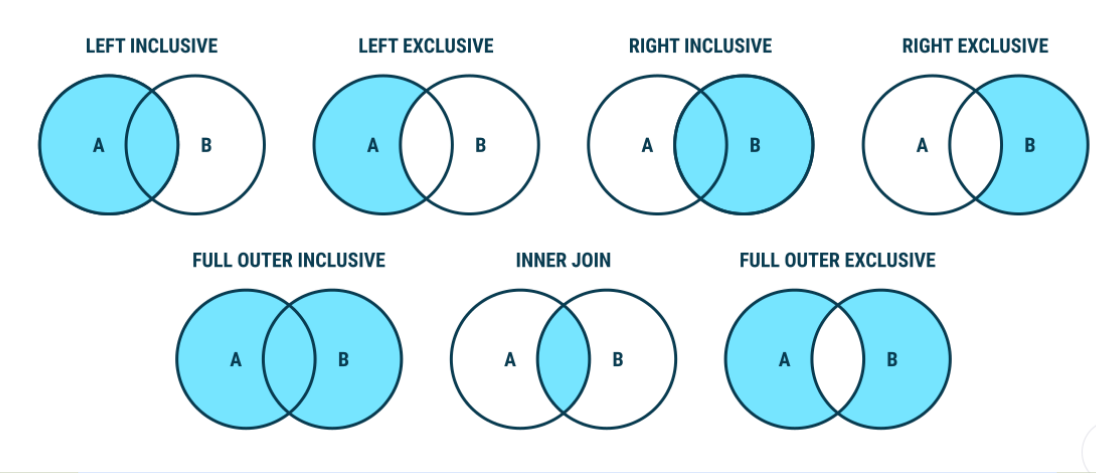 LEFT INCLUSIVE
LEFT EXCLUSIVE
RIGHT INCLUSIVE
RIGHT EXCLUSIVE
A B
A B
A B
A B
FULL OUTER INCLUSIVE
INNER JOIN
FULL OUTER EXCLUSIVE
A B
A B
A B